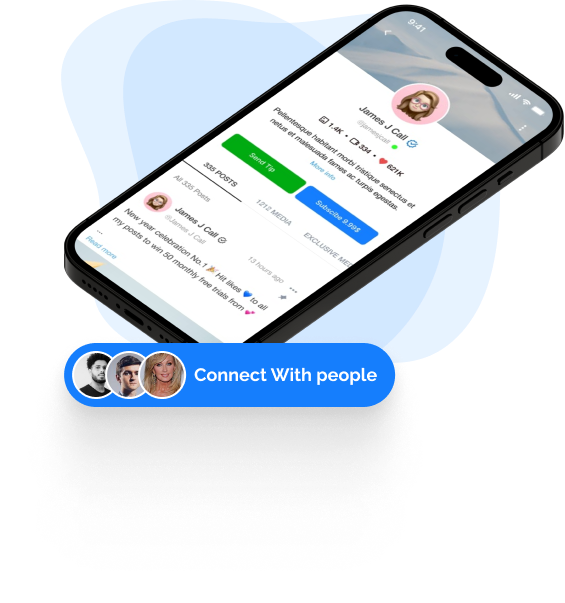 9:41
James J Call
@jamesjcall
1.4K • 334 • 621K
Pellentesque habitant morbi tristique senectus et
netus et malesuada fames ac turpis egestas.
More info
Send Tip
Subscibe 9.99$
335 POSTS
1212 MEDIA
EXCLUSIVE
All 335 Posts
James J Call
@James J Call
13 hours ago
New year celebration No.1 🎉 Hit likes 💙 to all
my posts to win 50 monthly free trials from 💕
...
Read more
Connect With people